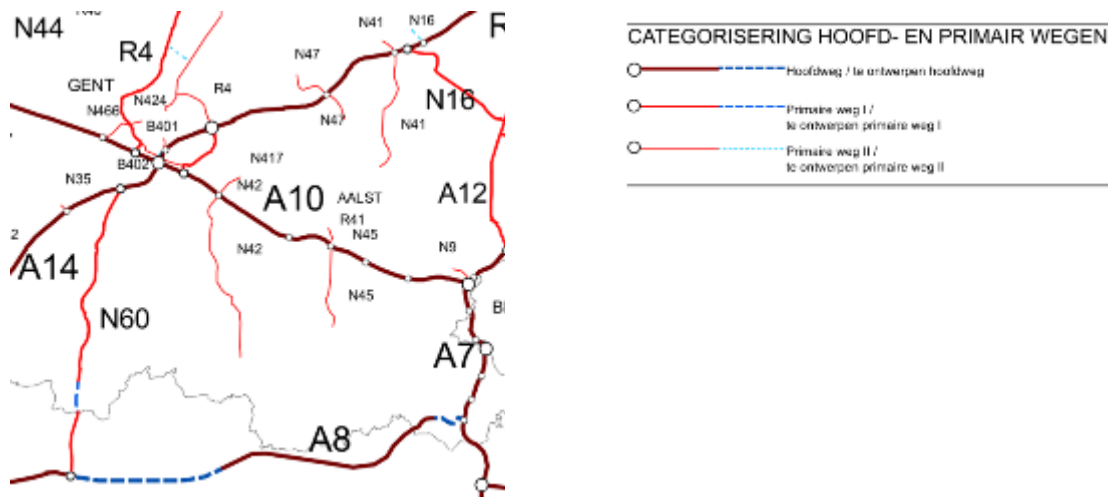 N44
R4
GENT
N466
N424
R4
B401
B402
N35
N417
N42
N42
A10
A14
N60
N47
N47
N41
N16
R
N16
N41
A12
AALST
R41
N45
N45
N9
A7
A8
2
CATEGORISERING HOOFD- EN PRIMAIR WEGEN
Hoofdweg / te ontwerpen hoofdweg
Primaire weg I /
te ontwerpen primaire weg I
Primaire weg II /
te ontwerpen primaire weg II